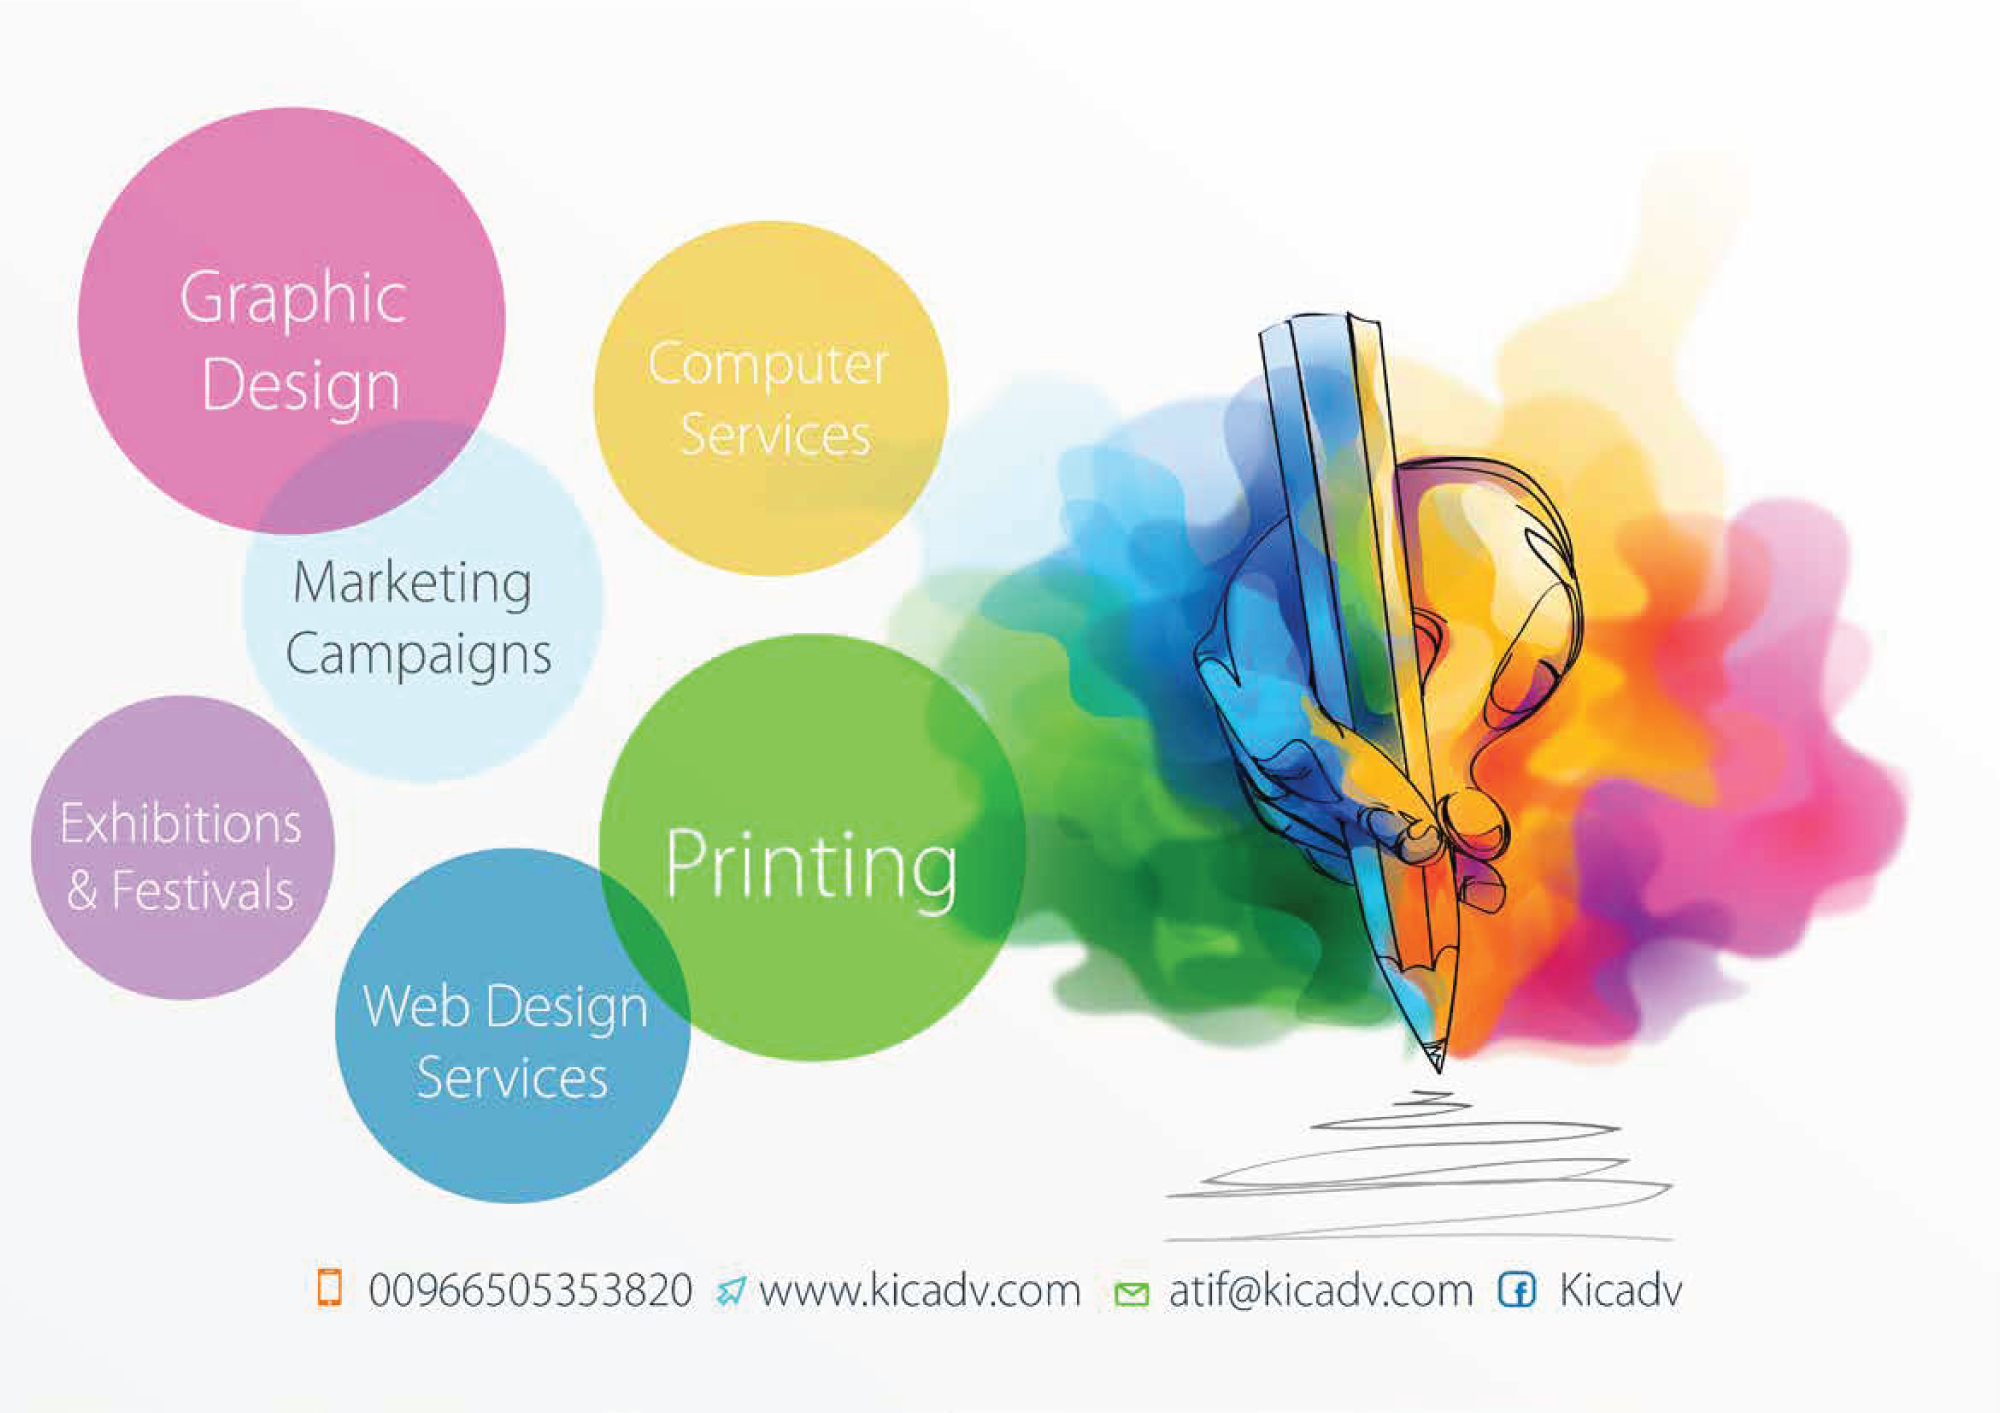 Graphic
Design
Computer
Services
Marketing
Campaigns
Exhibitions
& Festivals
Printing
Web Design
Services
00966505353820 www.kicadv.com atif@kicadv.com Kicadv